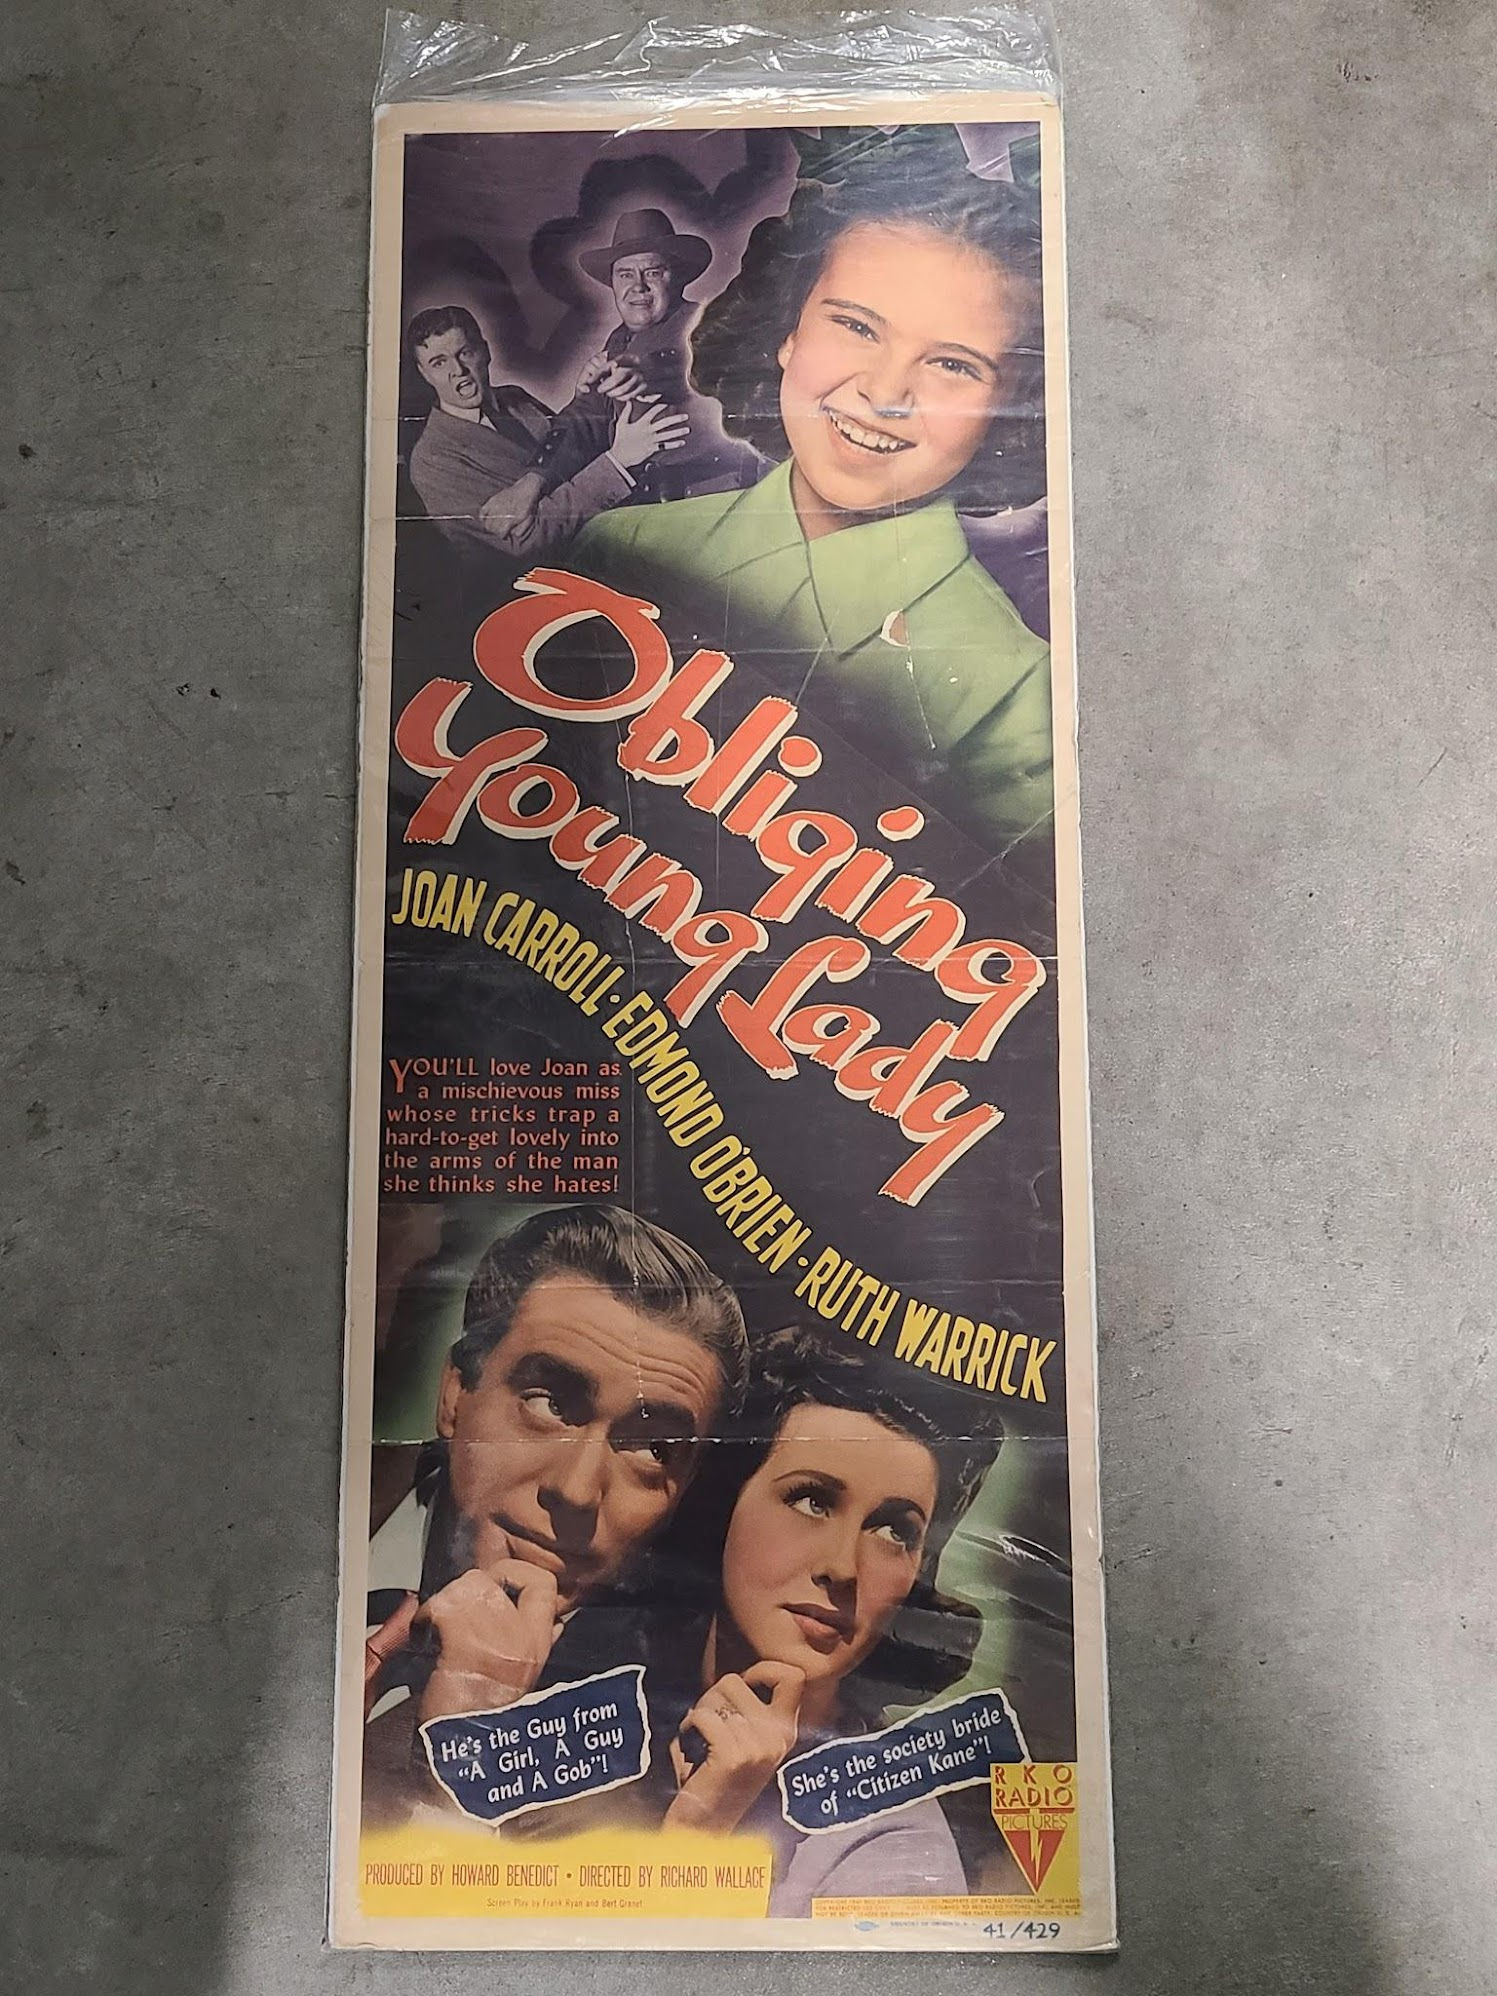 Obliging
Young Lady
JOAN CARROLL · EDMOND O'BRIEN · RUTH WARRICK
YOU'LL love Joan as
a mischievous miss
whose tricks trap a
hard-to-get lovely into
the arms of the man
she thinks she hates!
He's the Guy from
"A Girl, A Guy
and A Gob"!
She's the society bride
of "Citizen Kane"!
RKO
RADIO
PICTURES
PRODUCED BY HOWARD BENEDICT • DIRECTED BY RICHARD WALLACE
Screen Play by Frank Ryan and Bert Granet
COUNTRY OF ORIGIN U. S. A.
41/429